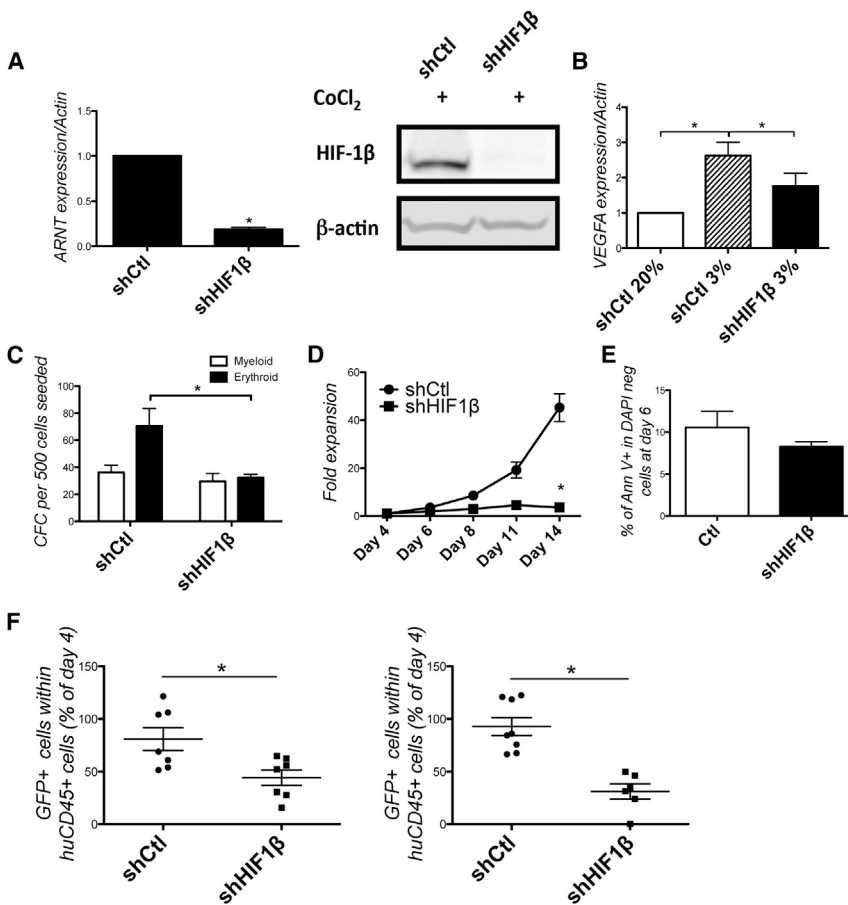 A
ARNT expression/Actin
1.5
1.0
0.5
0.0
*
shCtl
shHIF1β
shCtl
shHIF1β
CoCl2
+
+
HIF-1β
β-actin
B
VEGFA expression/Actin
4
3
2
1
0
*
*
shCtl 20%
shCtl 3%
shHIF1β 3%
C
CFC per 500 cells seeded
100
80
60
40
20
0
Myeloid
Erythroid
*
shCtl
shHIF1β
D
Fold expansion
60
40
20
0
shCtl
shHIF1β
*
Day 4
Day 6
Day 8
Day 11
Day 14
E
% of Ann V+ in DAPI neg
cells at day 6
15
10
5
0
Ctl
shHIF1β
F
GFP+ cells within
huCD45+ cells (% of day 4)
150
100
50
0
*
shCtl
shHIF1β
GFP+ cells within
huCD45+ cells (% of day 4)
150
100
50
0
*
shCtl
shHIF1β